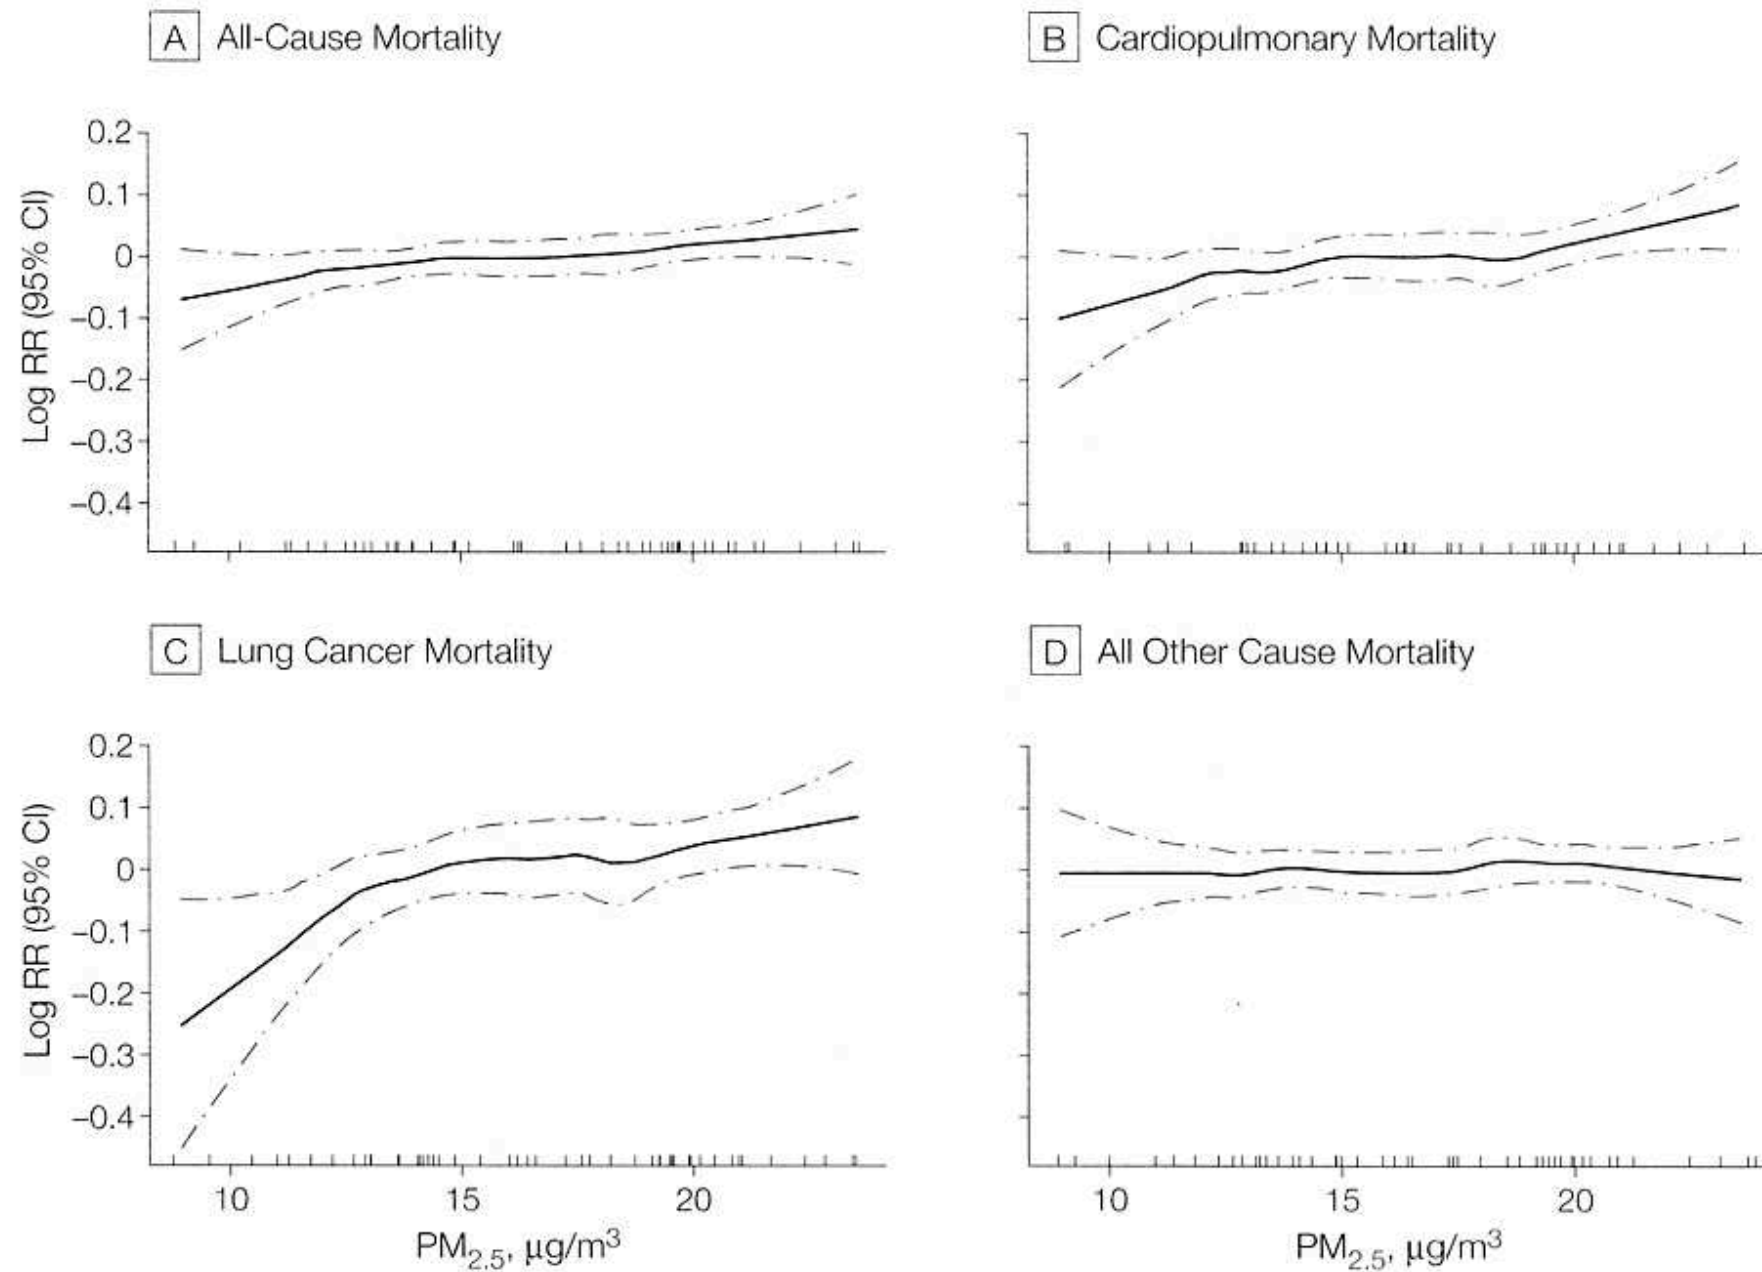 A All-Cause Mortality
B Cardiopulmonary Mortality
0.2
0.1
0
−0.1
−0.2
−0.3
−0.4
Log RR (95% CI)
C Lung Cancer Mortality
D All Other Cause Mortality
0.2
0.1
0
−0.1
−0.2
−0.3
−0.4
Log RR (95% CI)
10 15 20
10 15 20
PM2.5, μg/m3
PM2.5, μg/m3